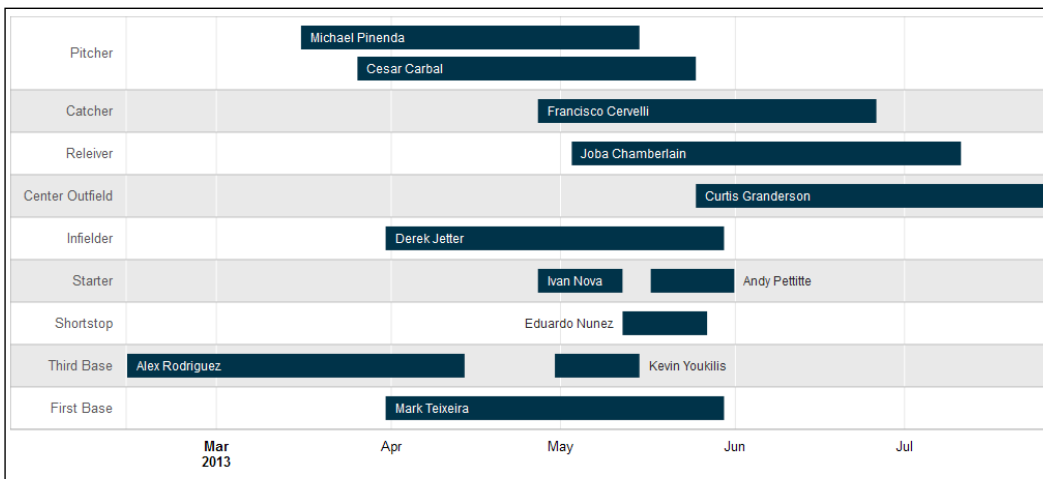 Pitcher
Michael Pinenda
Cesar Carbal
Catcher
Francisco Cervelli
Releiver
Joba Chamberlain
Center Outfield
Curtis Granderson
Infielder
Derek Jetter
Starter
Ivan Nova
Andy Pettitte
Shortstop
Eduardo Nunez
Third Base
Alex Rodriguez
Kevin Youkilis
First Base
Mark Teixeira
Mar Apr May Jun Jul
2013